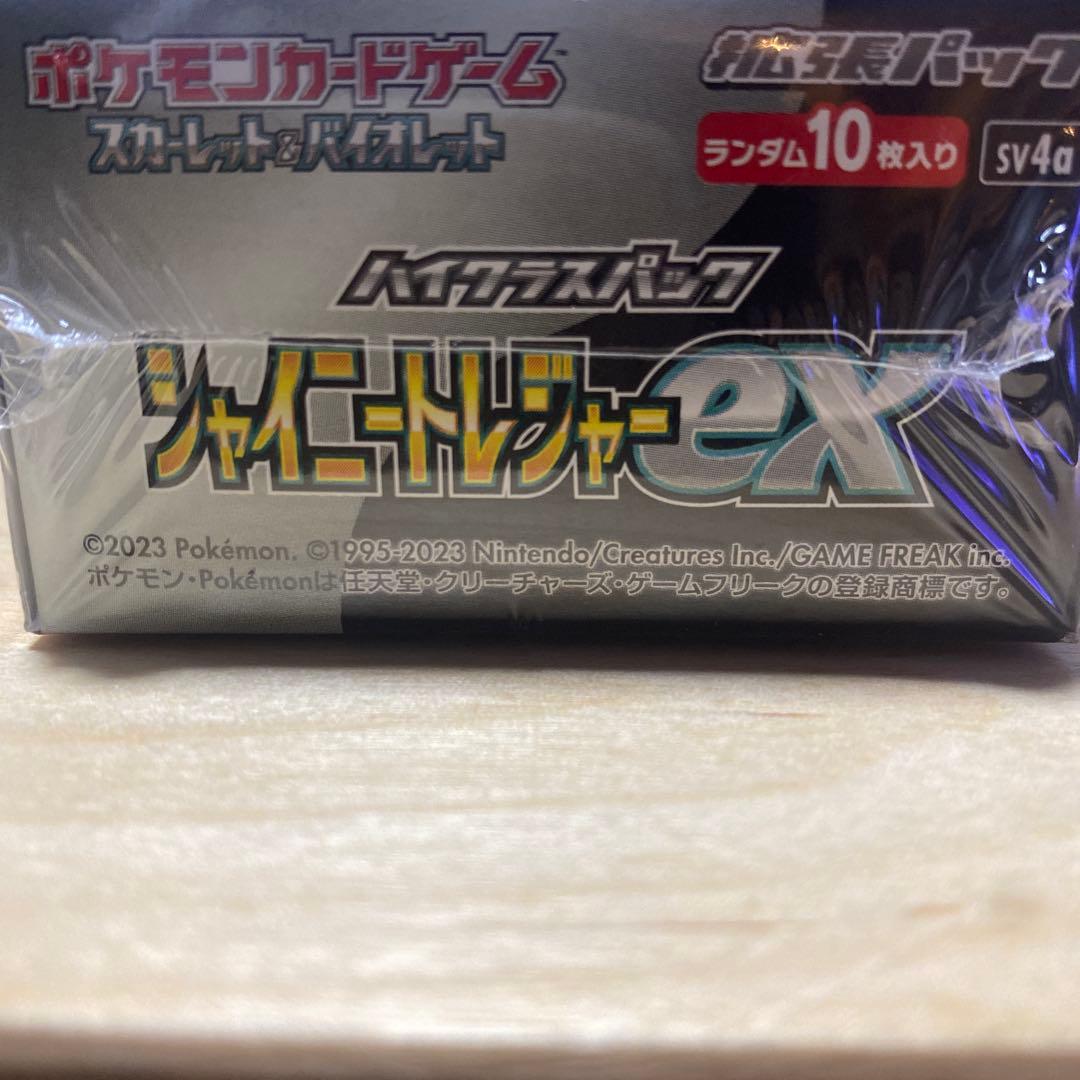 ポケモンカードゲーム 拡張パック
スカーレット&バイオレット ランダム10枚入り sv4a
ハイクラスパック
シャイニートレジャーex
©2023 Pokémon. ©1995-2023 Nintendo/Creatures Inc./GAME FREAK inc.
ポケモン・Pokémonは任天堂・クリーチャーズ・ゲームフリークの登録商標です。